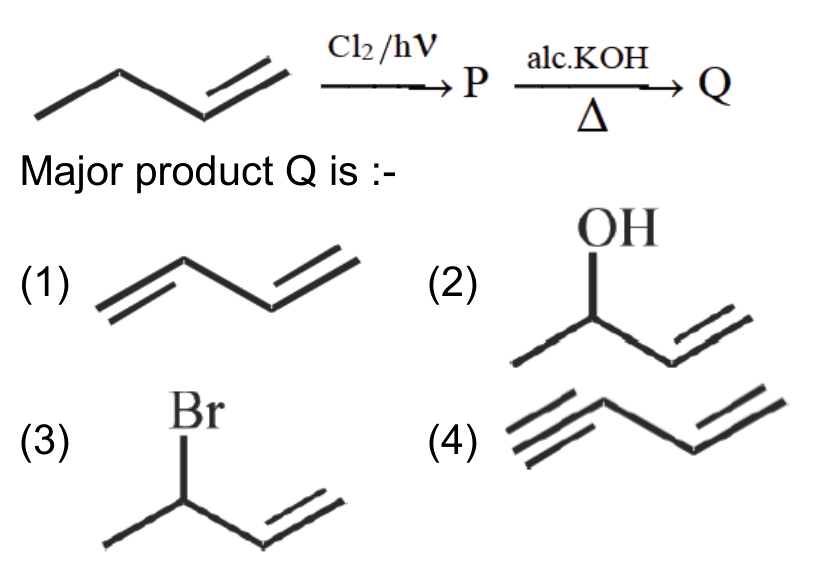 Cl₂ /hν
P
alc.KOH
Δ
Q
Major product Q is :-
(1)
(2)
OH
(3)
Br
(4)